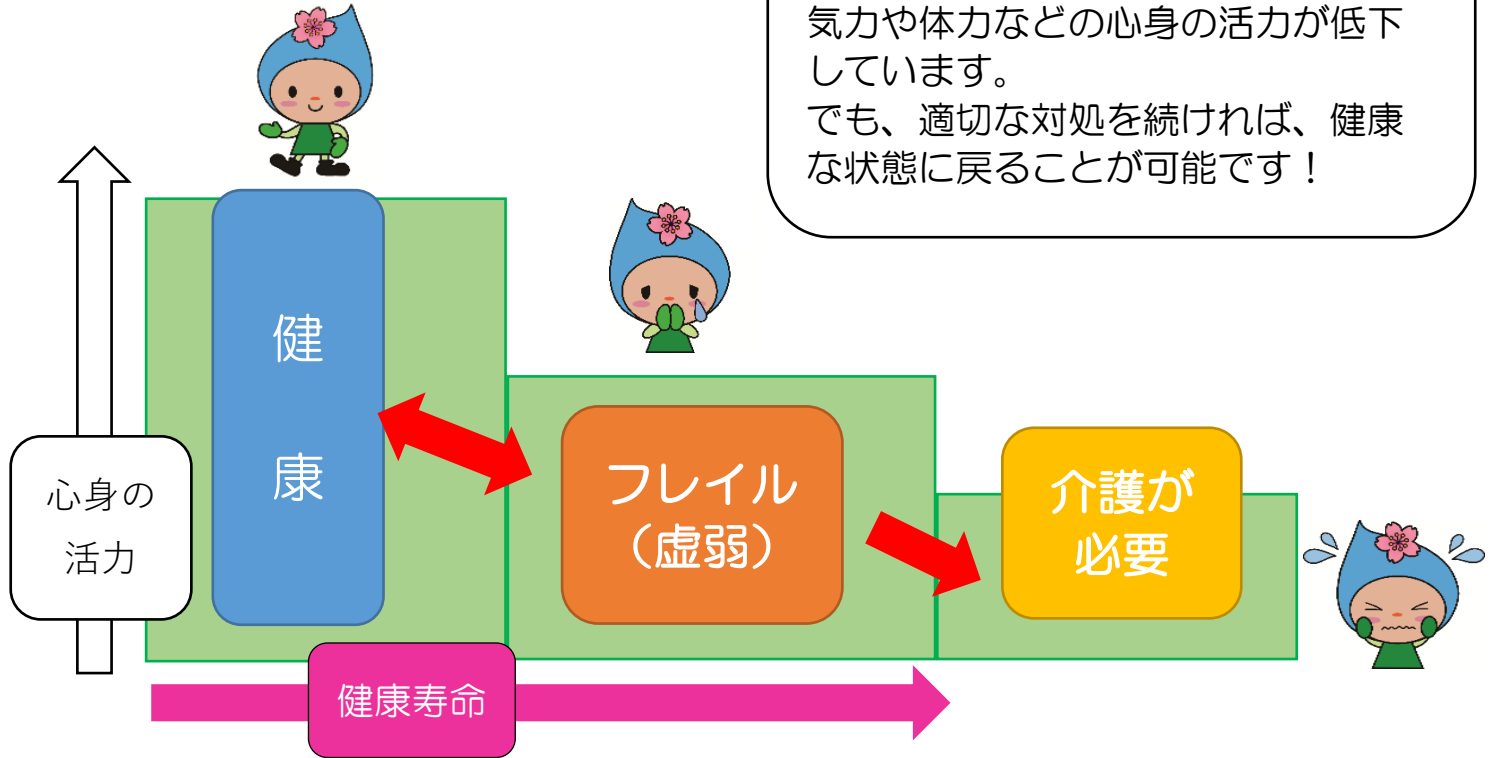 気力や体力などの心身の活力が低下
しています。
でも、適切な対処を続ければ、健康
な状態に戻ることが可能です！
健
康
心身の
活力
フレイル
（虚弱）
介護が
必要
健康寿命